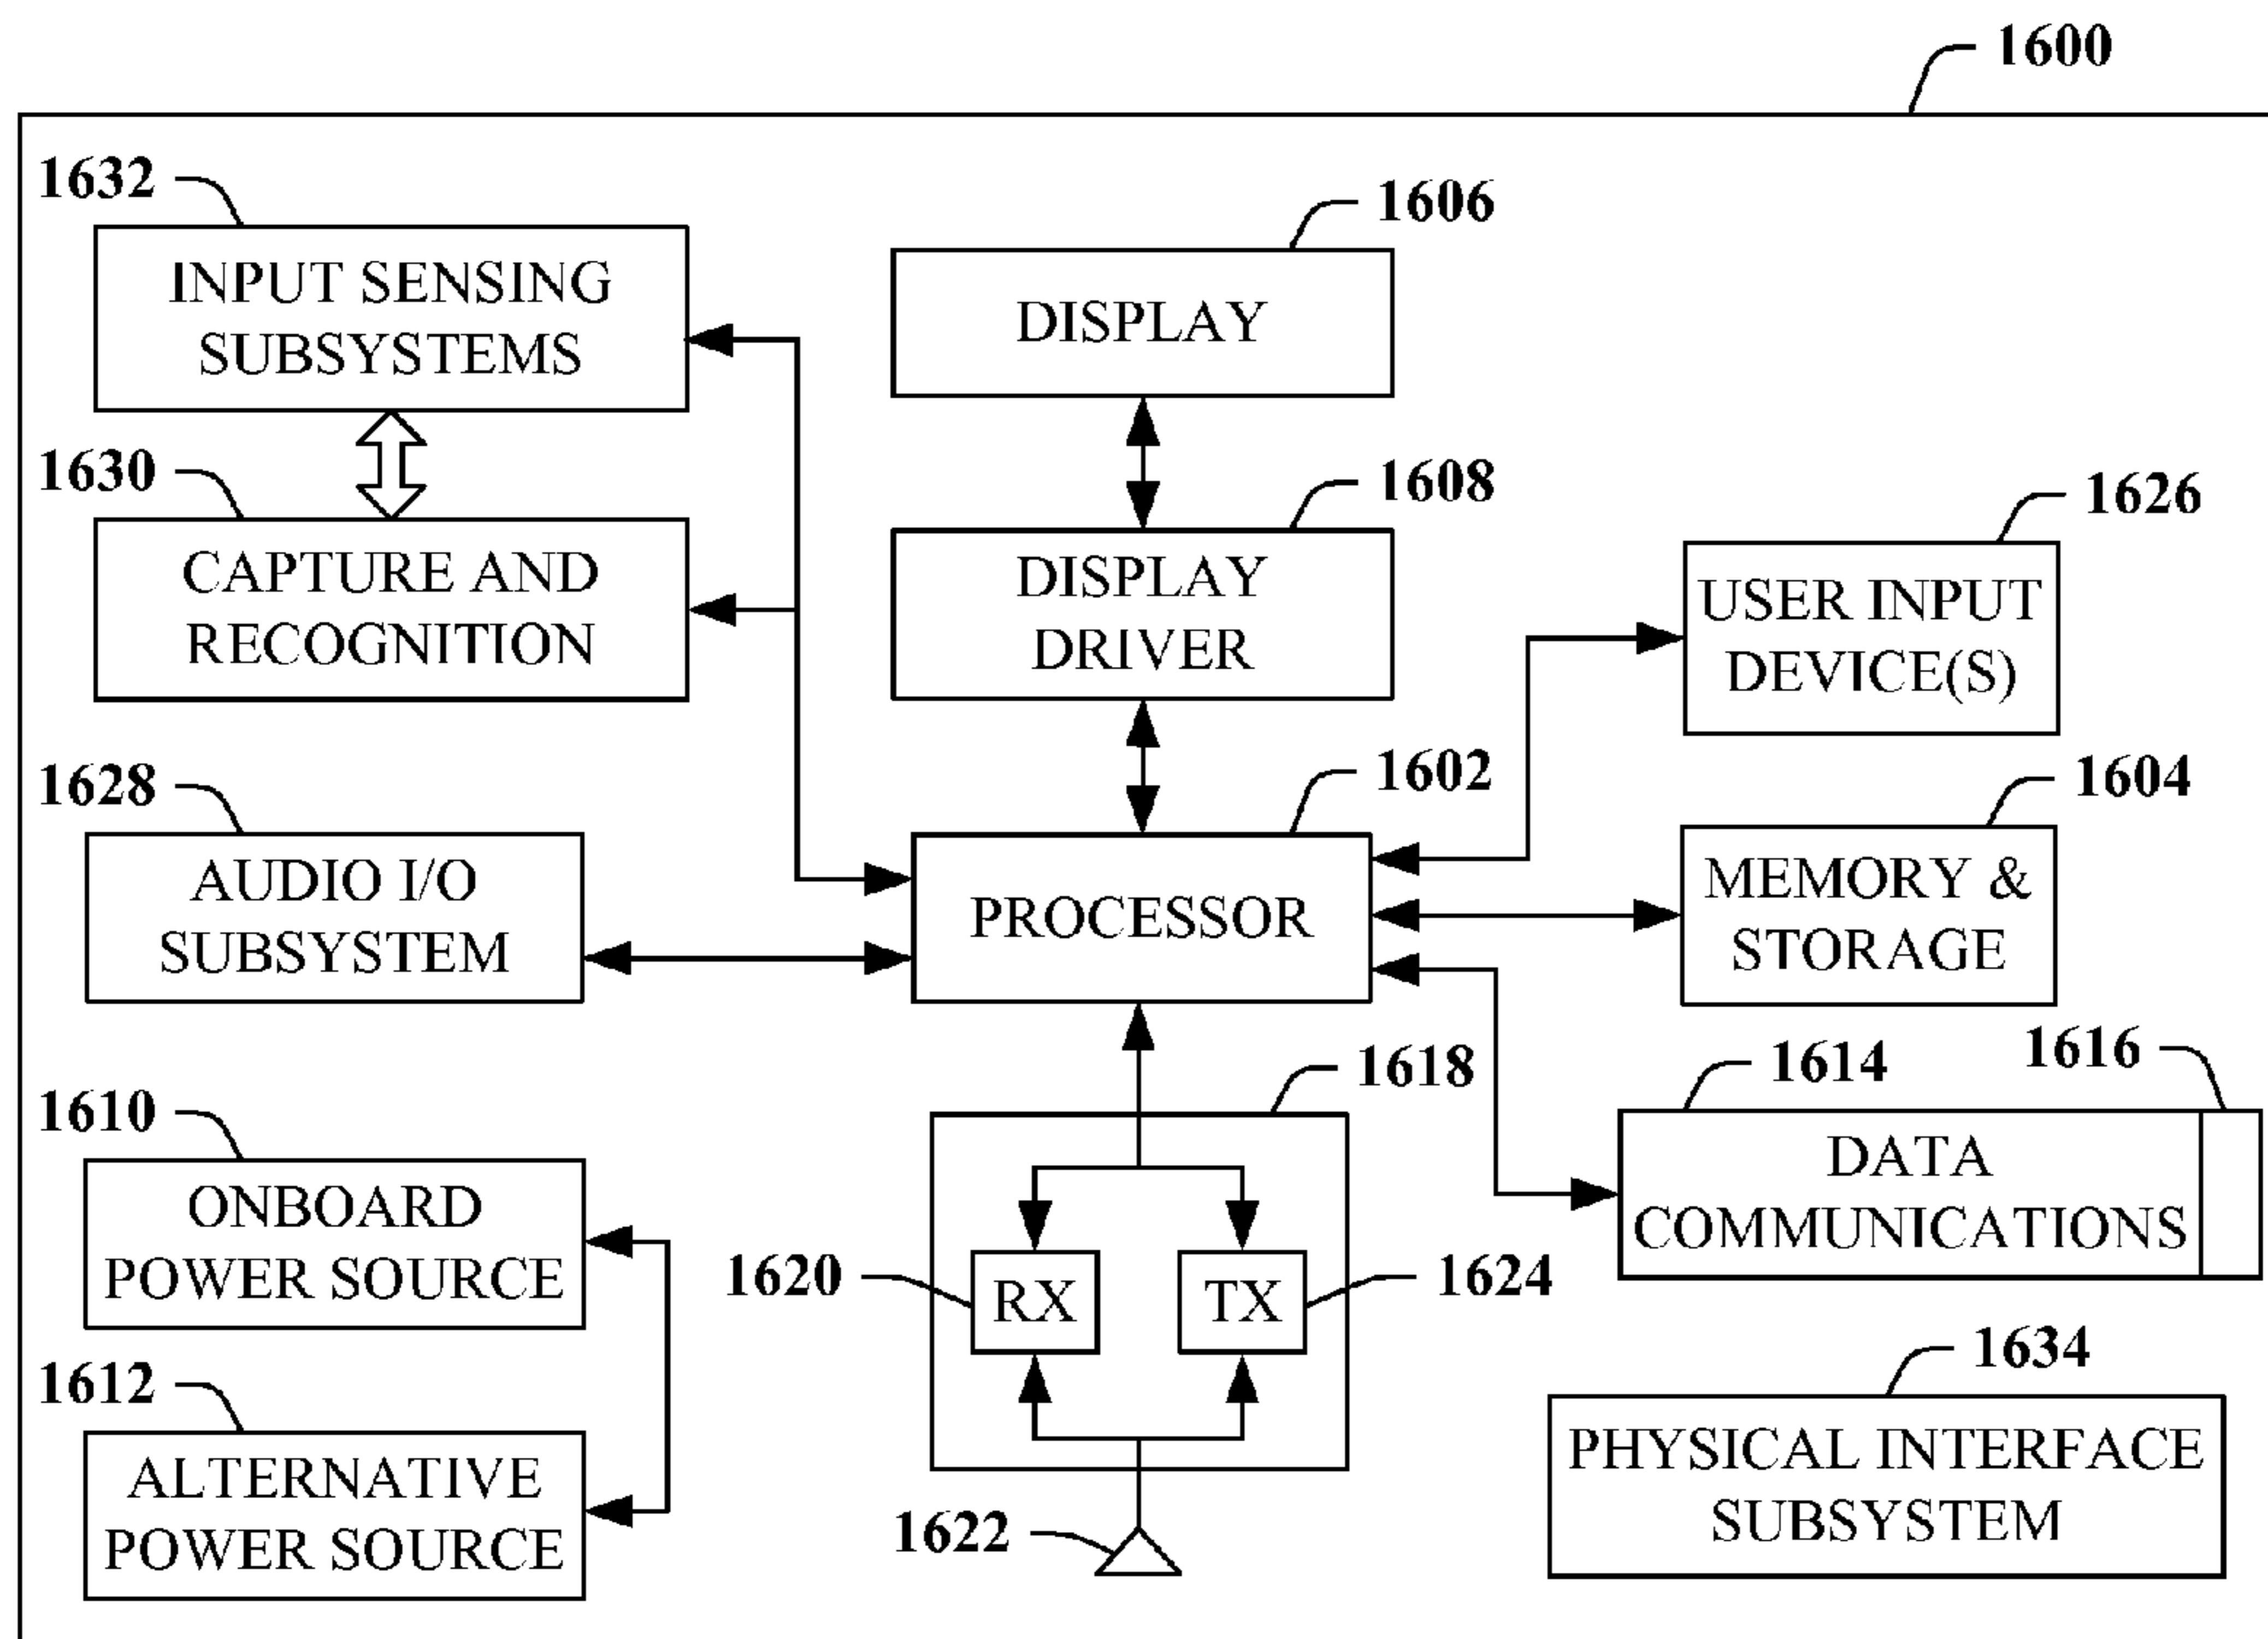 1600
1632
INPUT SENSING
SUBSYSTEMS
1606
DISPLAY
1630
CAPTURE AND
RECOGNITION
1608
DISPLAY
DRIVER
1626
USER INPUT
DEVICE(S)
1628
AUDIO I/O
SUBSYSTEM
1602
PROCESSOR
1604
MEMORY &
STORAGE
1610
ONBOARD
POWER SOURCE
1618
1620
RX
TX
1624
1614
1616
DATA
COMMUNICATIONS
1612
ALTERNATIVE
POWER SOURCE
1622
1634
PHYSICAL INTERFACE
SUBSYSTEM